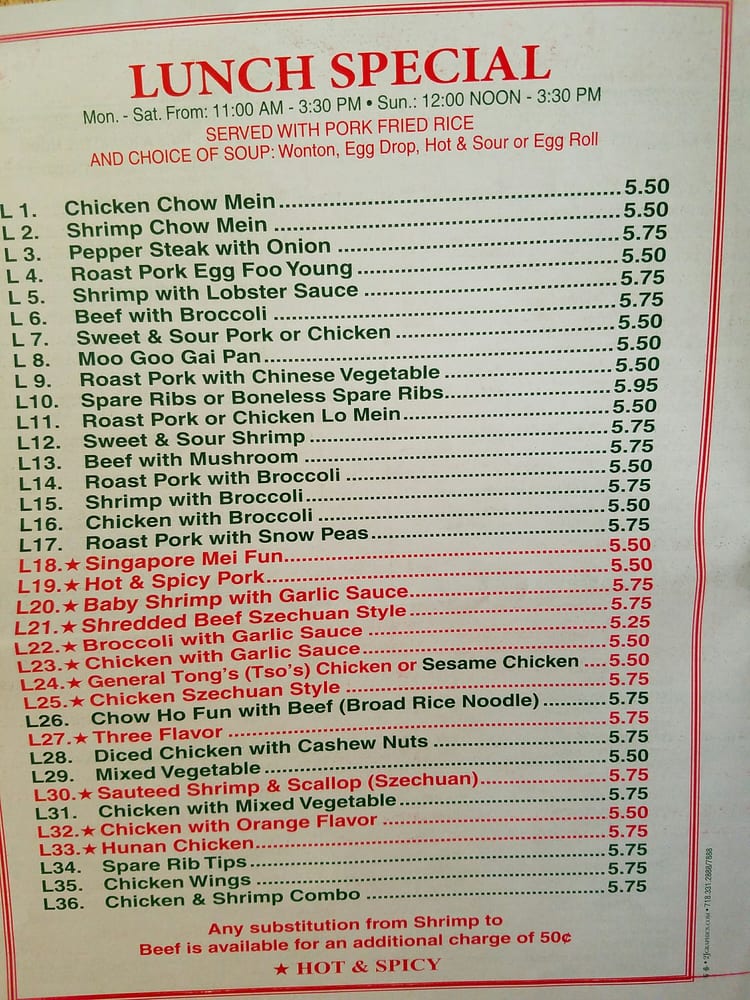 LUNCH SPECIAL
Mon. - Sat. From: 11:00 AM - 3:30 PM • Sun.: 12:00 NOON - 3:30 PM
SERVED WITH PORK FRIED RICE
AND CHOICE OF SOUP: Wonton, Egg Drop, Hot & Sour or Egg Roll
L 1. Chicken Chow Mein 5.50
L 2. Shrimp Chow Mein 5.50
L 3. Pepper Steak with Onion 5.75
L 4. Roast Pork Egg Foo Young 5.50
L 5. Shrimp with Lobster Sauce 5.75
L 6. Beef with Broccoli 5.75
L 7. Sweet & Sour Pork or Chicken 5.50
L 8. Moo Goo Gai Pan 5.50
L 9. Roast Pork with Chinese Vegetable 5.50
L10. Spare Ribs or Boneless Spare Ribs 5.95
L11. Roast Pork or Chicken Lo Mein 5.50
L12. Sweet & Sour Shrimp 5.75
L13. Beef with Mushroom 5.75
L14. Roast Pork with Broccoli 5.50
L15. Shrimp with Broccoli 5.75
L16. Chicken with Broccoli 5.50
L17. Roast Pork with Snow Peas 5.75
L18.★ Singapore Mei Fun 5.50
L19.★ Hot & Spicy Pork 5.50
L20.★ Baby Shrimp with Garlic Sauce 5.75
L21.★ Shredded Beef Szechuan Style 5.75
L22.★ Broccoli with Garlic Sauce 5.25
L23.★ Chicken with Garlic Sauce 5.50
L24.★ General Tong's (Tso's) Chicken or Sesame Chicken 5.50
L25.★ Chicken Szechuan Style 5.75
L26. Chow Ho Fun with Beef (Broad Rice Noodle) 5.75
L27.★ Three Flavor 5.75
L28. Diced Chicken with Cashew Nuts 5.75
L29. Mixed Vegetable 5.50
L30.★ Sauteed Shrimp & Scallop (Szechuan) 5.75
L31. Chicken with Mixed Vegetable 5.75
L32.★ Chicken with Orange Flavor 5.50
L33.★ Hunan Chicken 5.75
L34. Spare Rib Tips 5.75
L35. Chicken Wings 5.75
L36. Chicken & Shrimp Combo 5.75
Any substitution from Shrimp to
Beef is available for an additional charge of 50¢
★ HOT & SPICY
718.331.2888/7888